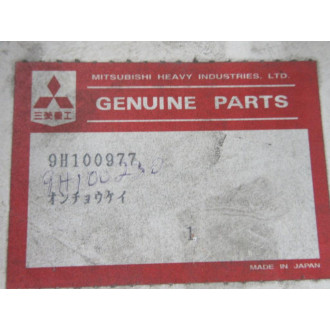 MITSUBISHI HEAVY INDUSTRIES, LTD.
三菱重工
GENUINE PARTS
9H100977
オンチョウケイ
1
MADE IN JAPAN